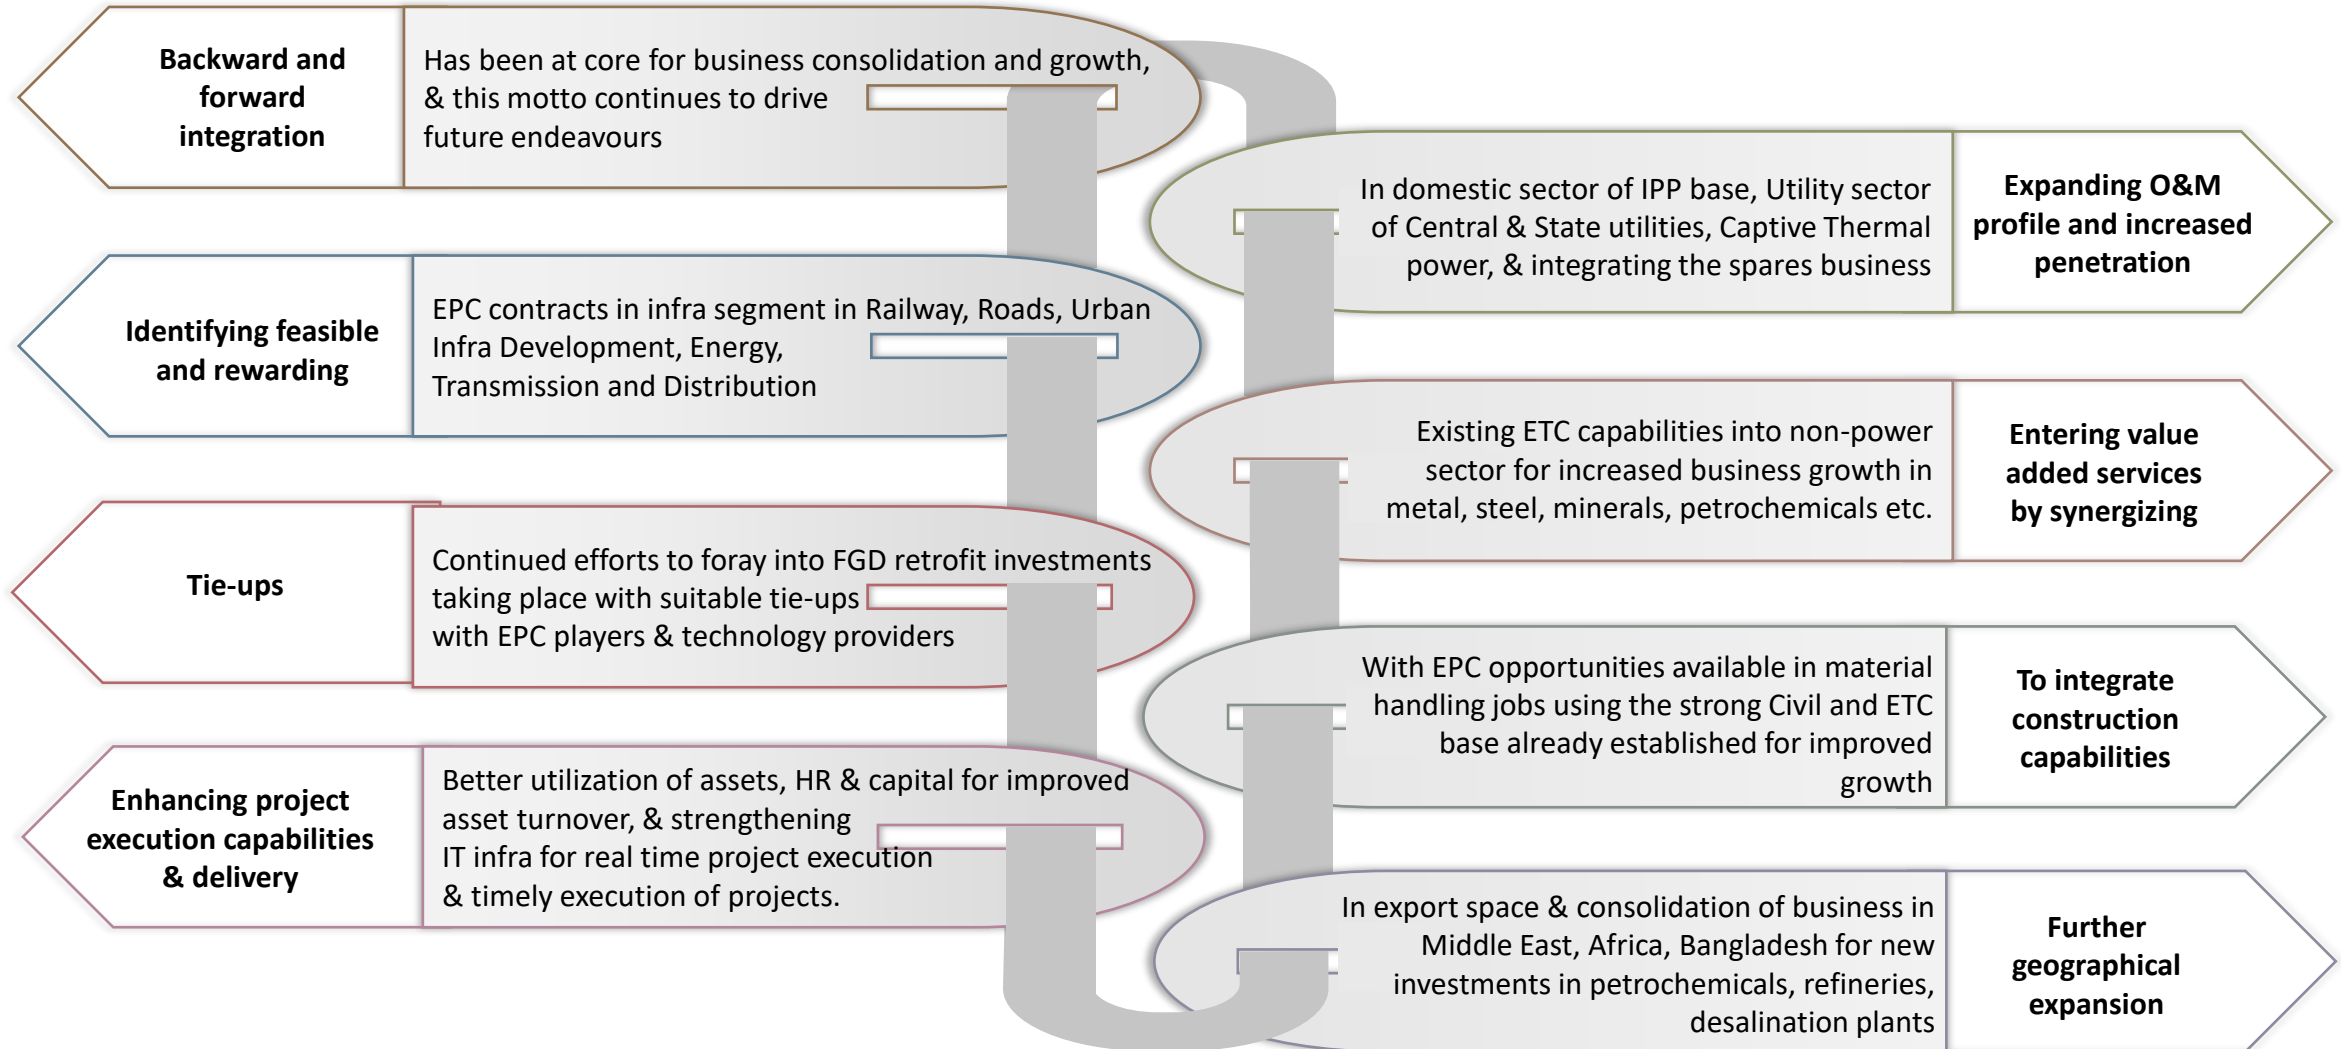 Backward and
forward
integration
Has been at core for business consolidation and growth,
& this motto continues to drive
future endeavours
In domestic sector of IPP base, Utility sector
of Central & State utilities, Captive Thermal
power, & integrating the spares business
Expanding O&M
profile and increased
penetration
Identifying feasible
and rewarding
EPC contracts in infra segment in Railway, Roads, Urban
Infra Development, Energy,
Transmission and Distribution
Existing ETC capabilities into non-power
sector for increased business growth in
metal, steel, minerals, petrochemicals etc.
Entering value
added services
by synergizing
Tie-ups
Continued efforts to foray into FGD retrofit investments
taking place with suitable tie-ups
with EPC players & technology providers
With EPC opportunities available in material
handling jobs using the strong Civil and ETC
base already established for improved
growth
To integrate
construction
capabilities
Enhancing project
execution capabilities
& delivery
Better utilization of assets, HR & capital for improved
asset turnover, & strengthening
IT infra for real time project execution
& timely execution of projects.
In export space & consolidation of business in
Middle East, Africa, Bangladesh for new
investments in petrochemicals, refineries,
desalination plants
Further
geographical
expansion